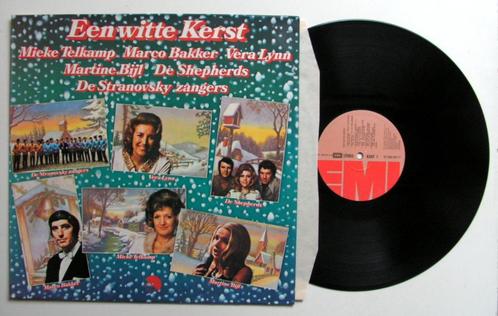 Een witte Kerst
Mieke Telkamp . Marco Bakker . Vera Lynn
Martine Bijl . De Shepherds
De Stranovsky zangers
De Stranovsky zangers
Vera Lynn
De Shepherds
Marco Bakker
Mieke Telkamp
Martine Bijl
EMI
STEREO